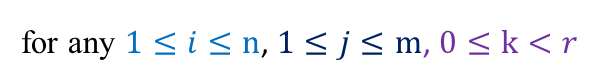 for any 1 ≤ i ≤ n, 1 ≤ j ≤ m, 0 ≤ k < r